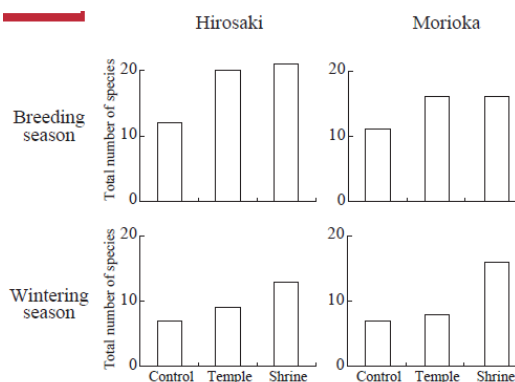 Hirosaki
Morioka
Breeding
season
Total number of species
20
10
0
20
10
0
Wintering
season
Total number of species
20
10
0
Control Temple Shrine
20
10
0
Control Temple Shrine